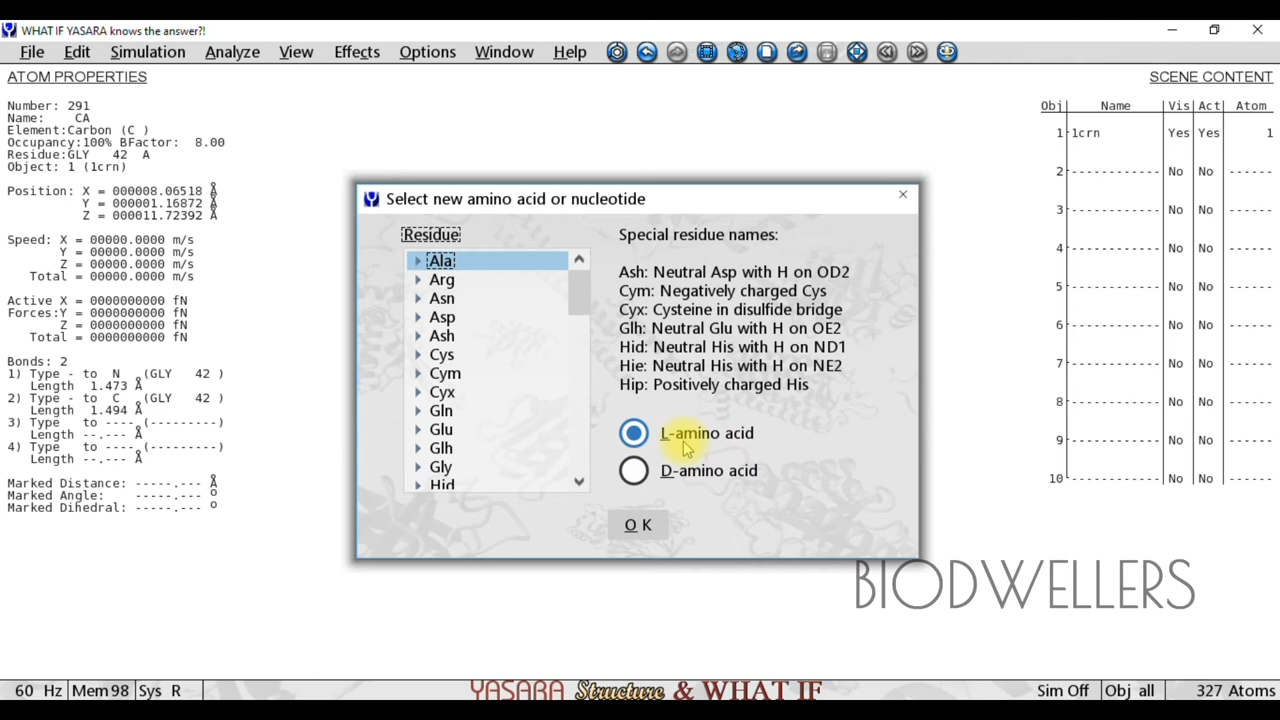 WHAT IF YASARA knows the answer?!
File Edit Simulation Analyze View Effects Options Window Help
ATOM PROPERTIES
Number: 291
Name: CA
Element:Carbon (C )
Occupancy:100% BFactor: 8.00
Residue:GLY 42 A
Object: 1 (1crn)
Position: X = 000008.06518 Å
Y = 000001.16872 Å
Z = 000011.72392 Å
Speed: X = 00000.0000 m/s
Y = 00000.0000 m/s
Z = 00000.0000 m/s
Total = 00000.0000 m/s
Active X = 0000000000 fN
Forces:Y = 0000000000 fN
Z = 0000000000 fN
Total = 0000000000 fN
Bonds: 2
1) Type - to N (GLY 42 )
Length 1.473 Å
2) Type - to C (GLY 42 )
Length 1.494 Å
3) Type -- to ----(---------)
Length --.--- Å
4) Type -- to ----(---------)
Length --.--- Å
Marked Distance: -----.--- Å
Marked Angle: -----.--- o
Marked Dihedral: -----.--- o
Select new amino acid or nucleotide
Residue
Ala
Arg
Asn
Asp
Ash
Cys
Cym
Cyx
Gln
Glu
Glh
Gly
Hid
Special residue names:
Ash: Neutral Asp with H on OD2
Cym: Negatively charged Cys
Cyx: Cysteine in disulfide bridge
Glh: Neutral Glu with H on OE2
Hid: Neutral His with H on ND1
Hie: Neutral His with H on NE2
Hip: Positively charged His
L-amino acid
D-amino acid
O K
SCENE CONTENT
Obj Name Vis Act Atom
1 1crn Yes Yes 1
2 ---------- No No ------
3 ---------- No No ------
4 ---------- No No ------
5 ---------- No No ------
6 ---------- No No ------
7 ---------- No No ------
8 ---------- No No ------
9 ---------- No No ------
10 ---------- No No ------
BIODWELLERS
60 Hz Mem 98 Sys R YASARA Structure & WHAT IF Sim Off Obj all 327 Atoms